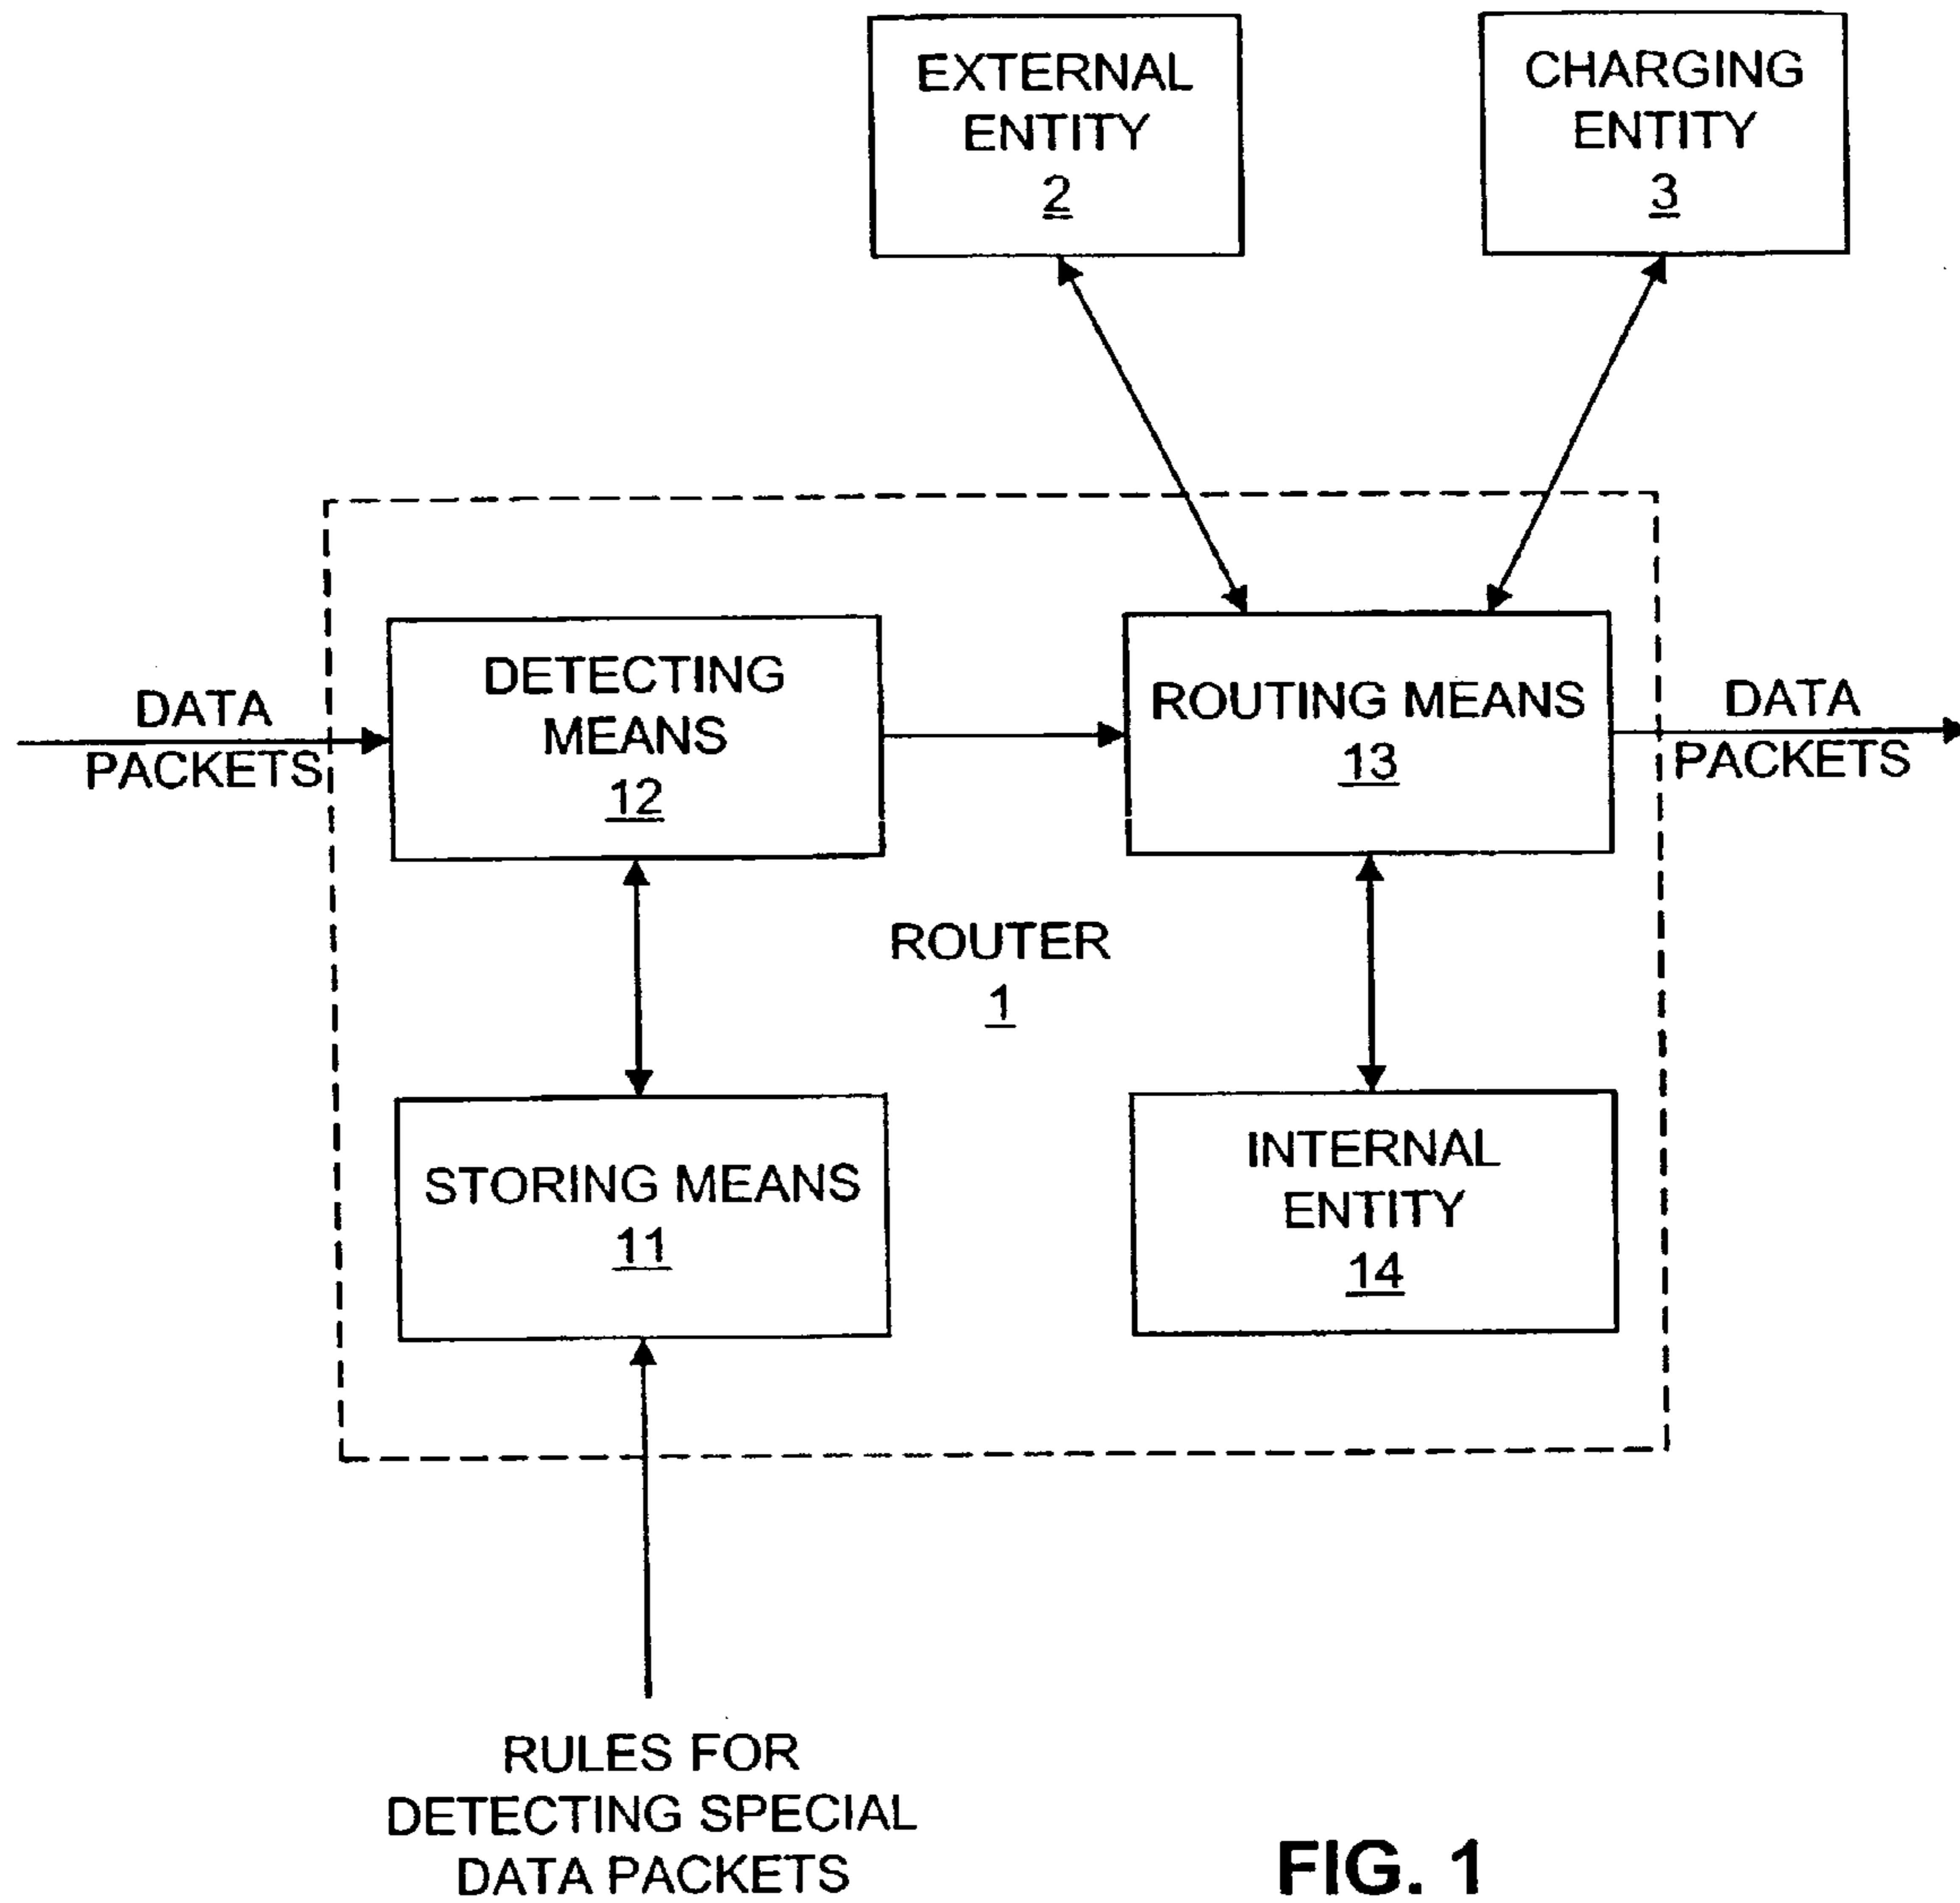 EXTERNAL
ENTITY
2
CHARGING
ENTITY
3
DATA
PACKETS
DETECTING
MEANS
12
ROUTING MEANS
13
DATA
PACKETS
ROUTER
1
STORING MEANS
11
INTERNAL
ENTITY
14
RULES FOR
DETECTING SPECIAL
DATA PACKETS
FIG. 1